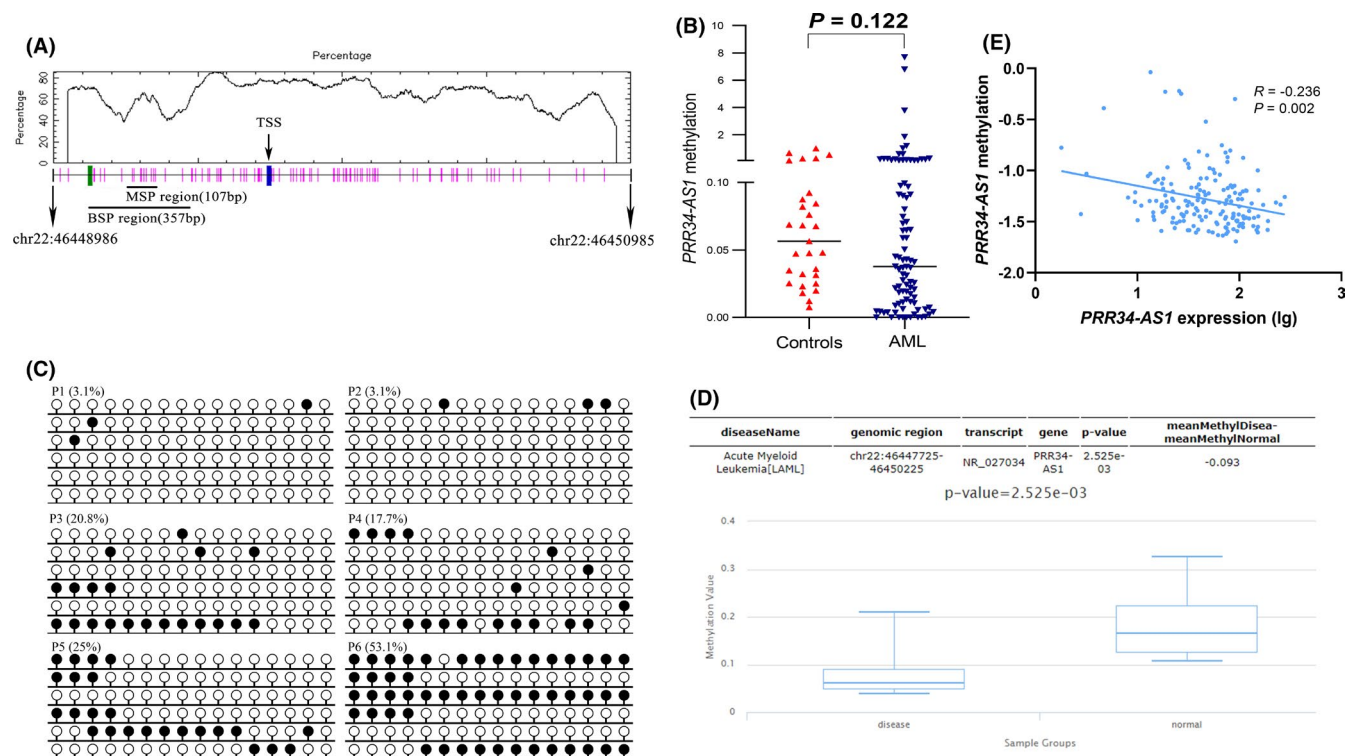 (A)
Percentage
Percentage
80
60
40
20
0
TSS
MSP region(107bp)
BSP region(357bp)
chr22:46448986
chr22:46450985
(B)
P = 0.122
PRR34-AS1 methylation
10
8
6
4
2
0.10
0.05
0.00
Controls
AML
(E)
PRR34-AS1 methylation
0.0
-0.5
-1.0
-1.5
-2.0
R = -0.236
P = 0.002
0
1
2
3
PRR34-AS1 expression (lg)
(C)
P1 (3.1%)
P2 (3.1%)
P3 (20.8%)
P4 (17.7%)
P5 (25%)
P6 (53.1%)
(D)
diseaseName genomic region transcript gene p-value meanMethylDisea-
meanMethylNormal
Acute Myeloid chr22:46447725- NR_027034 PRR34- 2.525e- -0.093
Leukemia[LAML] 46450225 AS1 03
p-value=2.525e-03
Methylation Value
0.4
0.3
0.2
0.1
0
disease
normal
Sample Groups